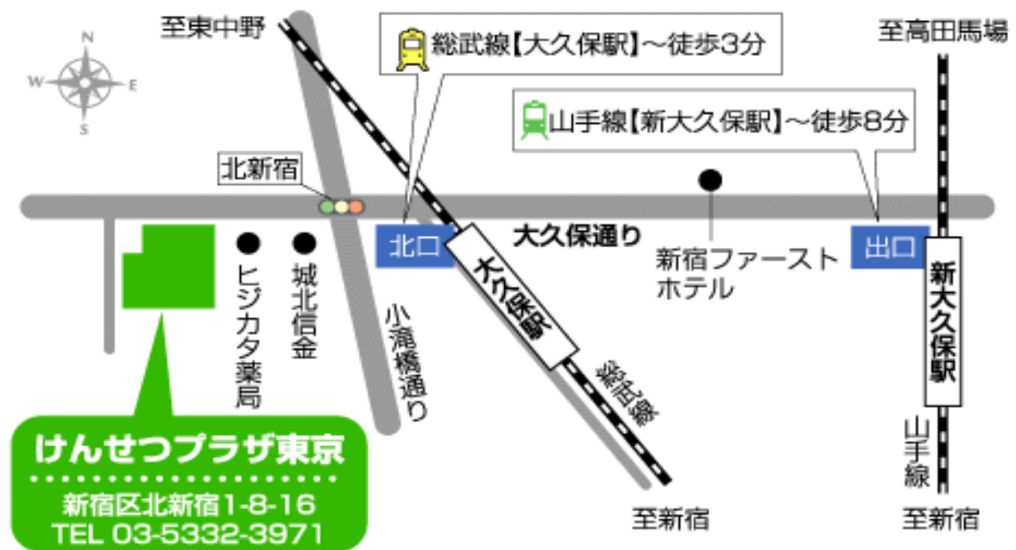 至東中野
総武線【大久保駅】～徒歩3分
至高田馬場
N
W
E
S
山手線【新大久保駅】～徒歩8分
北新宿
北口
大久保通り
出口
新宿ファースト
ホテル
大久保駅
新大久保駅
ヒジカタ薬局
城北信金
小滝橋通り
総武線
山手線
けんせつプラザ東京
新宿区北新宿1-8-16
TEL 03-5332-3971
至新宿
至新宿